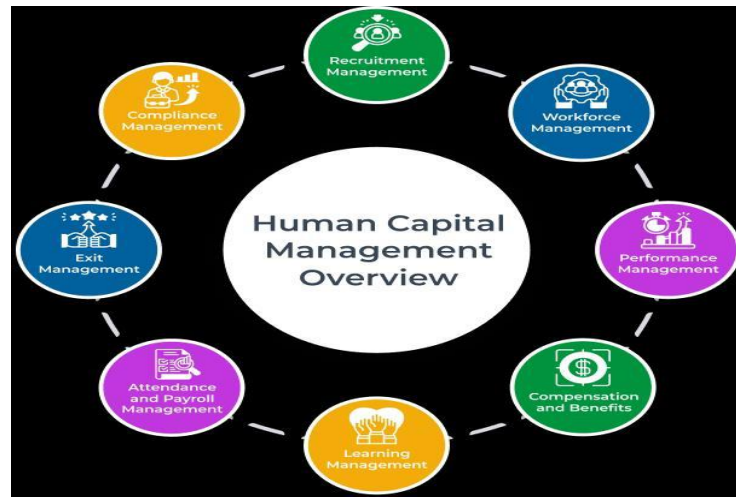 Human Capital
Management
Overview
Recruitment
Management
Workforce
Management
Performance
Management
Compensation
and Benefits
Learning
Management
Attendance
and Payroll
Management
Exit
Management
Compliance
Management
$